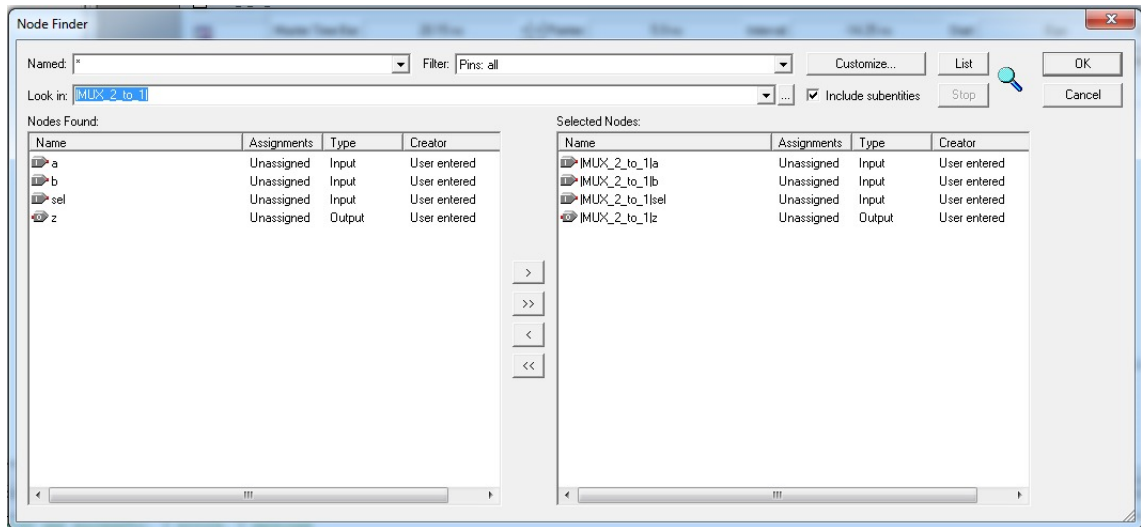 Node Finder
Named: * Filter: Pins: all Customize... List OK
Look in: |MUX_2_to_1| ... Include subentities Stop Cancel
Nodes Found: Selected Nodes:
Name Assignments Type Creator Name Assignments Type Creator
a Unassigned Input User entered |MUX_2_to_1|a Unassigned Input User entered
b Unassigned Input User entered |MUX_2_to_1|b Unassigned Input User entered
sel Unassigned Input User entered |MUX_2_to_1|sel Unassigned Input User entered
z Unassigned Output User entered |MUX_2_to_1|z Unassigned Output User entered
>
>>
<
<<